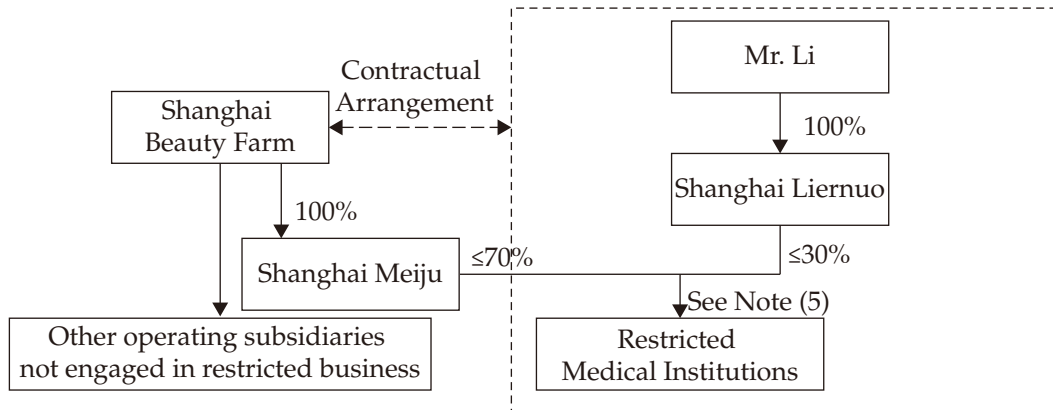 Mr. Li
Contractual
Arrangement
Shanghai
Beauty Farm
100%
Shanghai Liernuo
100%
Shanghai Meiju
≤70%
≤30%
See Note (5)
Other operating subsidiaries
not engaged in restricted business
Restricted
Medical Institutions